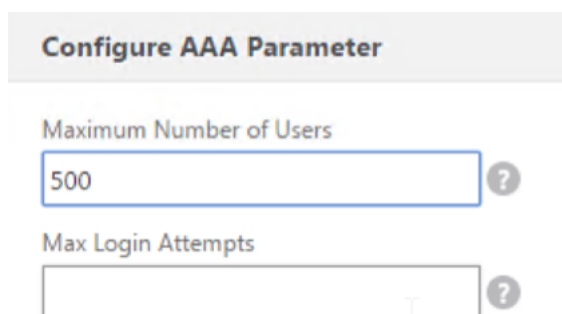 Configure AAA Parameter
Maximum Number of Users
500
?
Max Login Attempts
?